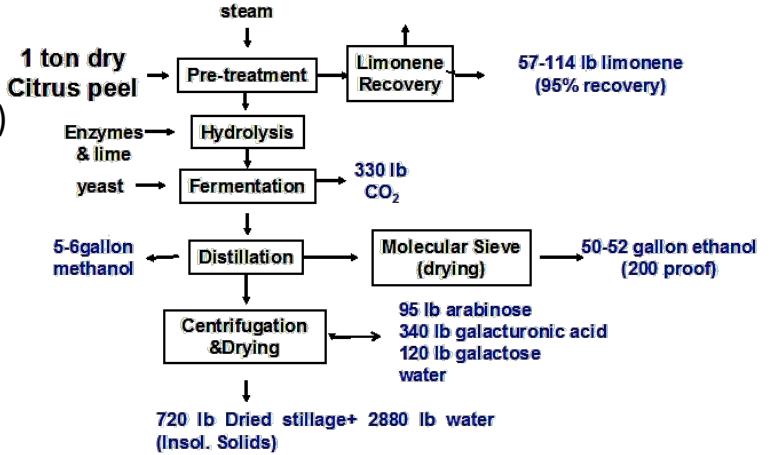 steam
1 ton dry
Citrus peel
)
Pre-treatment
Limonene
Recovery
57-114 lb limonene
(95% recovery)
Enzymes
& lime
Hydrolysis
yeast
Fermentation
330 lb
CO2
5-6gallon
methanol
Distillation
Molecular Sieve
(drying)
50-52 gallon ethanol
(200 proof)
Centrifugation
&Drying
95 lb arabinose
340 lb galacturonic acid
120 lb galactose
water
720 lb Dried stillage+ 2880 lb water
(Insol. Solids)